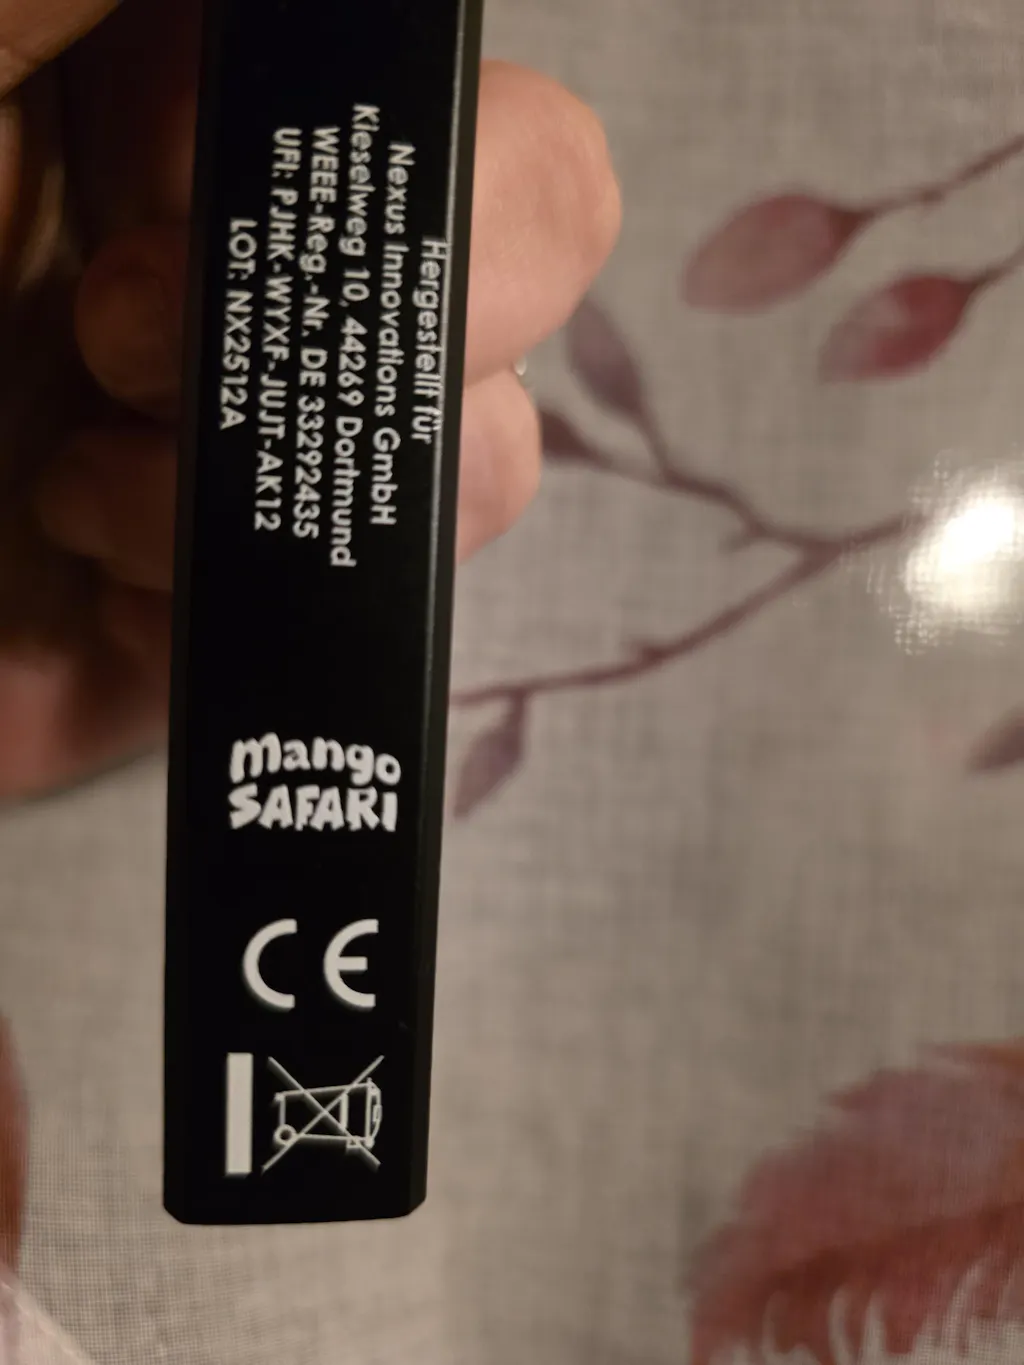 Hergestellt für
Nexus Innovations GmbH
Kieselweg 10, 44269 Dortmund
WEEE-Reg.-Nr. DE 33292435
UFI: PJHK-WYXF-JUJT-AK12
LOT: NX2512A
mango
SAFARI
CE